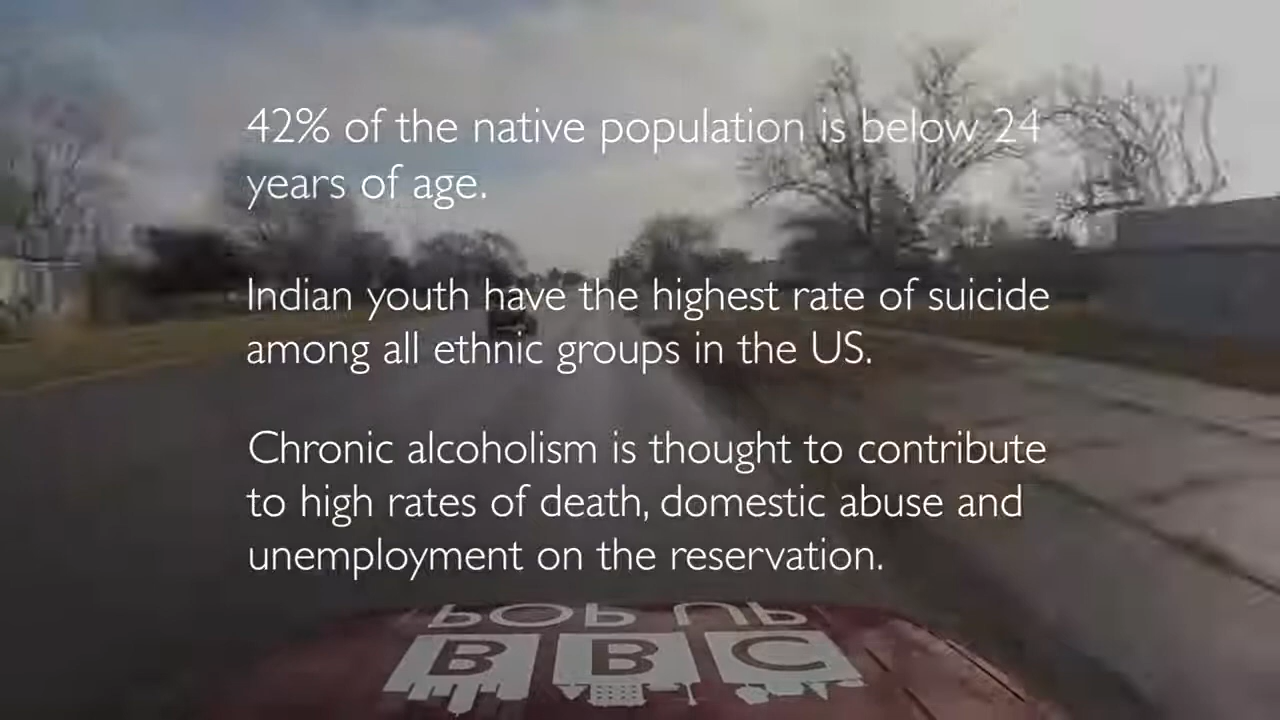 42% of the native population is below 24
years of age.
Indian youth have the highest rate of suicide
among all ethnic groups in the US.
Chronic alcoholism is thought to contribute
to high rates of death, domestic abuse and
unemployment on the reservation.
POP UP
BBC